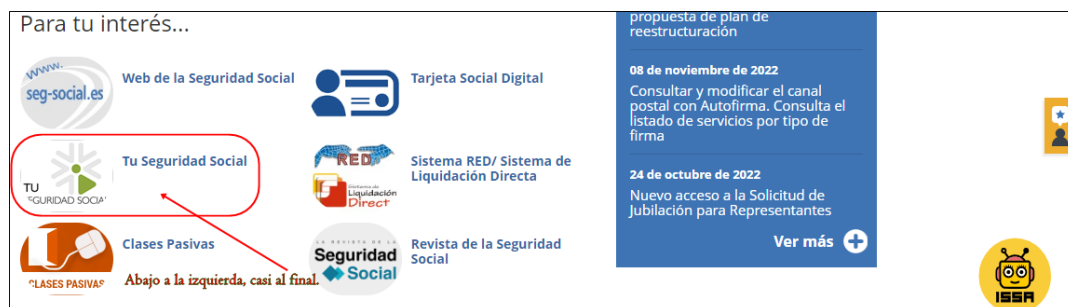 Para tu interés...
www.
seg-social.es
Web de la Seguridad Social
Tarjeta Social Digital
TU
SEGURIDAD SOCIAL
Tu Seguridad Social
RED
Sistema de
Liquidación
Direct
Sistema RED/ Sistema de
Liquidación Directa
CLASES PASIVAS
Clases Pasivas
LA REVISTA DE LA
Seguridad
Social
Revista de la Seguridad
Social
Abajo a la izquierda, casi al final.
propuesta de plan de
reestructuración
08 de noviembre de 2022
Consultar y modificar el canal
postal con Autofirma. Consulta el
listado de servicios por tipo de
firma
24 de octubre de 2022
Nuevo acceso a la Solicitud de
Jubilación para Representantes
Ver más
ISSA